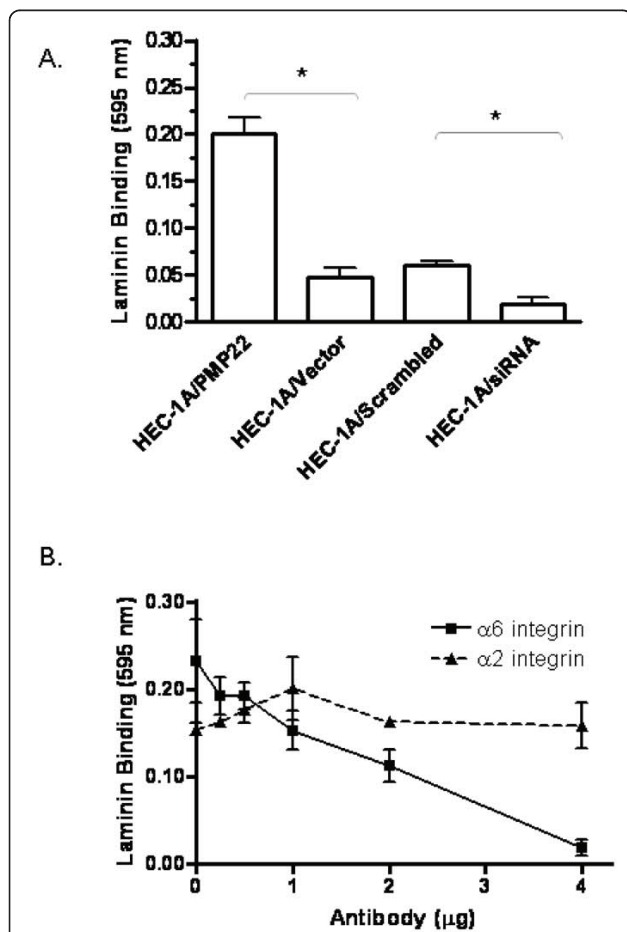 A.
Laminin Binding (595 nm)
0.30
0.25
0.20
0.15
0.10
0.05
0.00
*
*
HEC-1A/PMP22
HEC-1A/Vector
HEC-1A/Scrambled
HEC-1A/siRNA
B.
Laminin Binding (595 nm)
0.30
0.20
0.10
0.00
α6 integrin
α2 integrin
0
1
2
3
4
Antibody (µg)